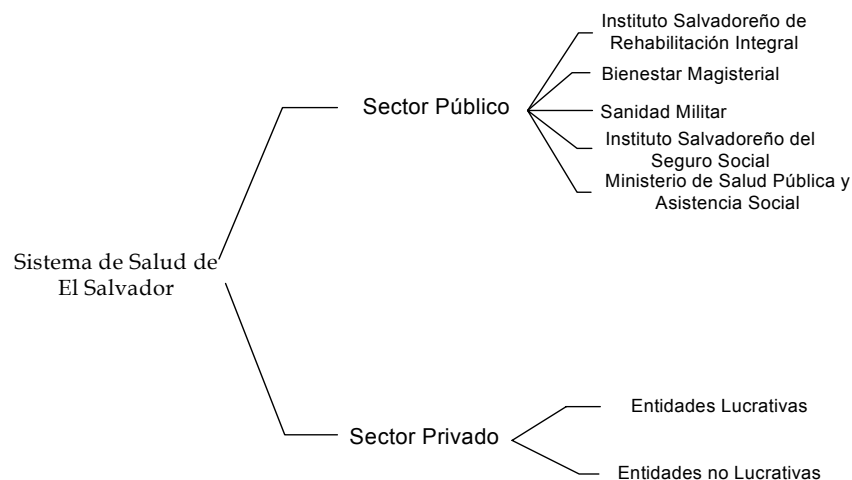 Instituto Salvadoreño de
Rehabilitación Integral
Bienestar Magisterial
Sector Público
Sanidad Militar
Instituto Salvadoreño del
Seguro Social
Ministerio de Salud Pública y
Asistencia Social
Sistema de Salud de
El Salvador
Entidades Lucrativas
Sector Privado
Entidades no Lucrativas